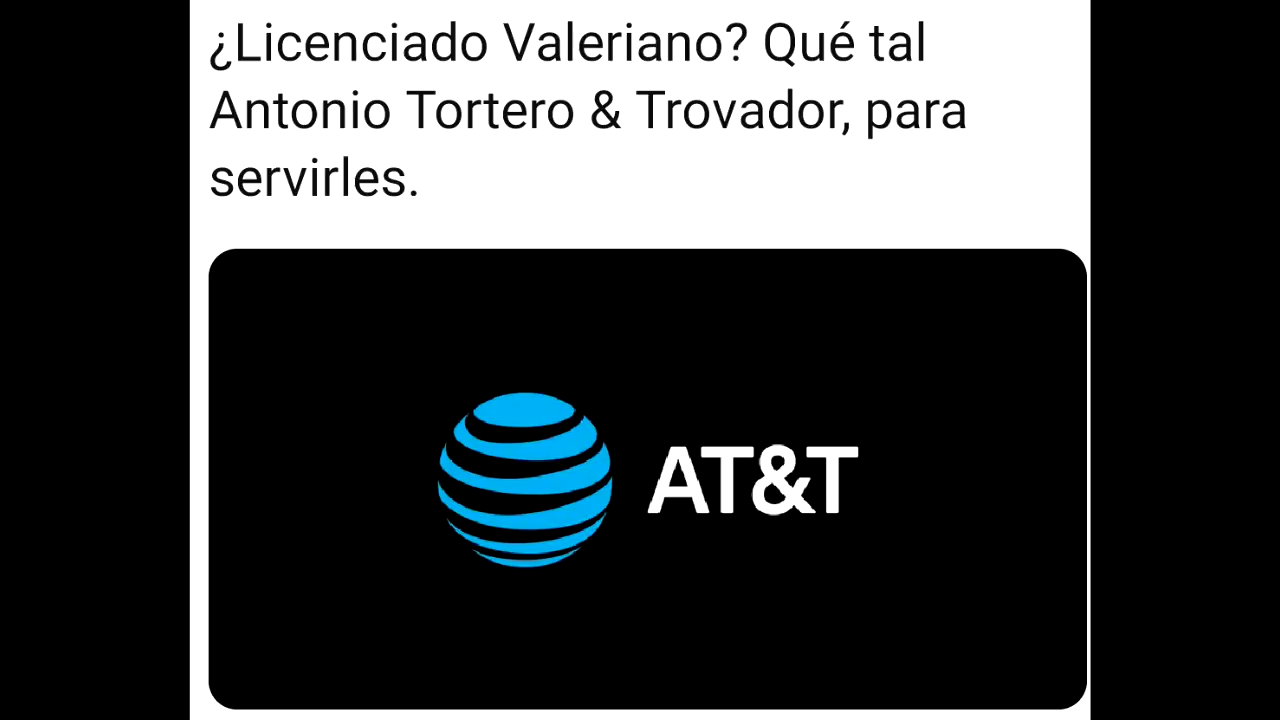 ¿Licenciado Valeriano? Qué tal
Antonio Tortero & Trovador, para
servirles.
AT&T